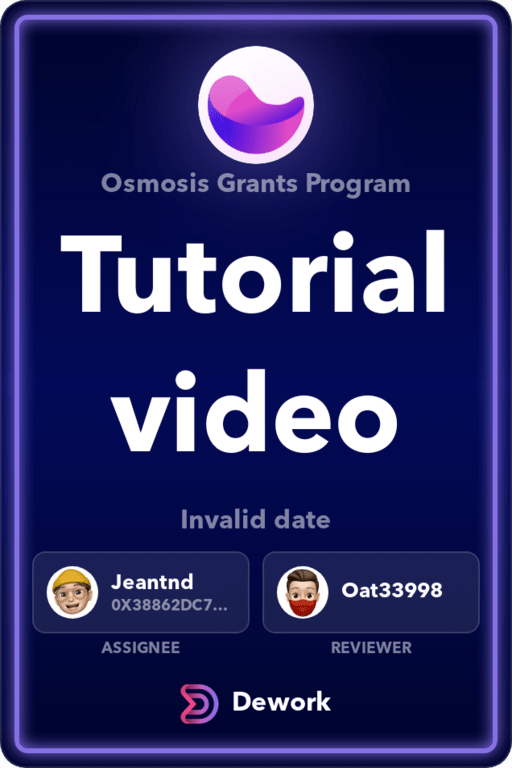 Osmosis Grants Program
Tutorial
video
Invalid date
Jeantnd
0X38862DC7...
Oat33998
ASSIGNEE
REVIEWER
Dework